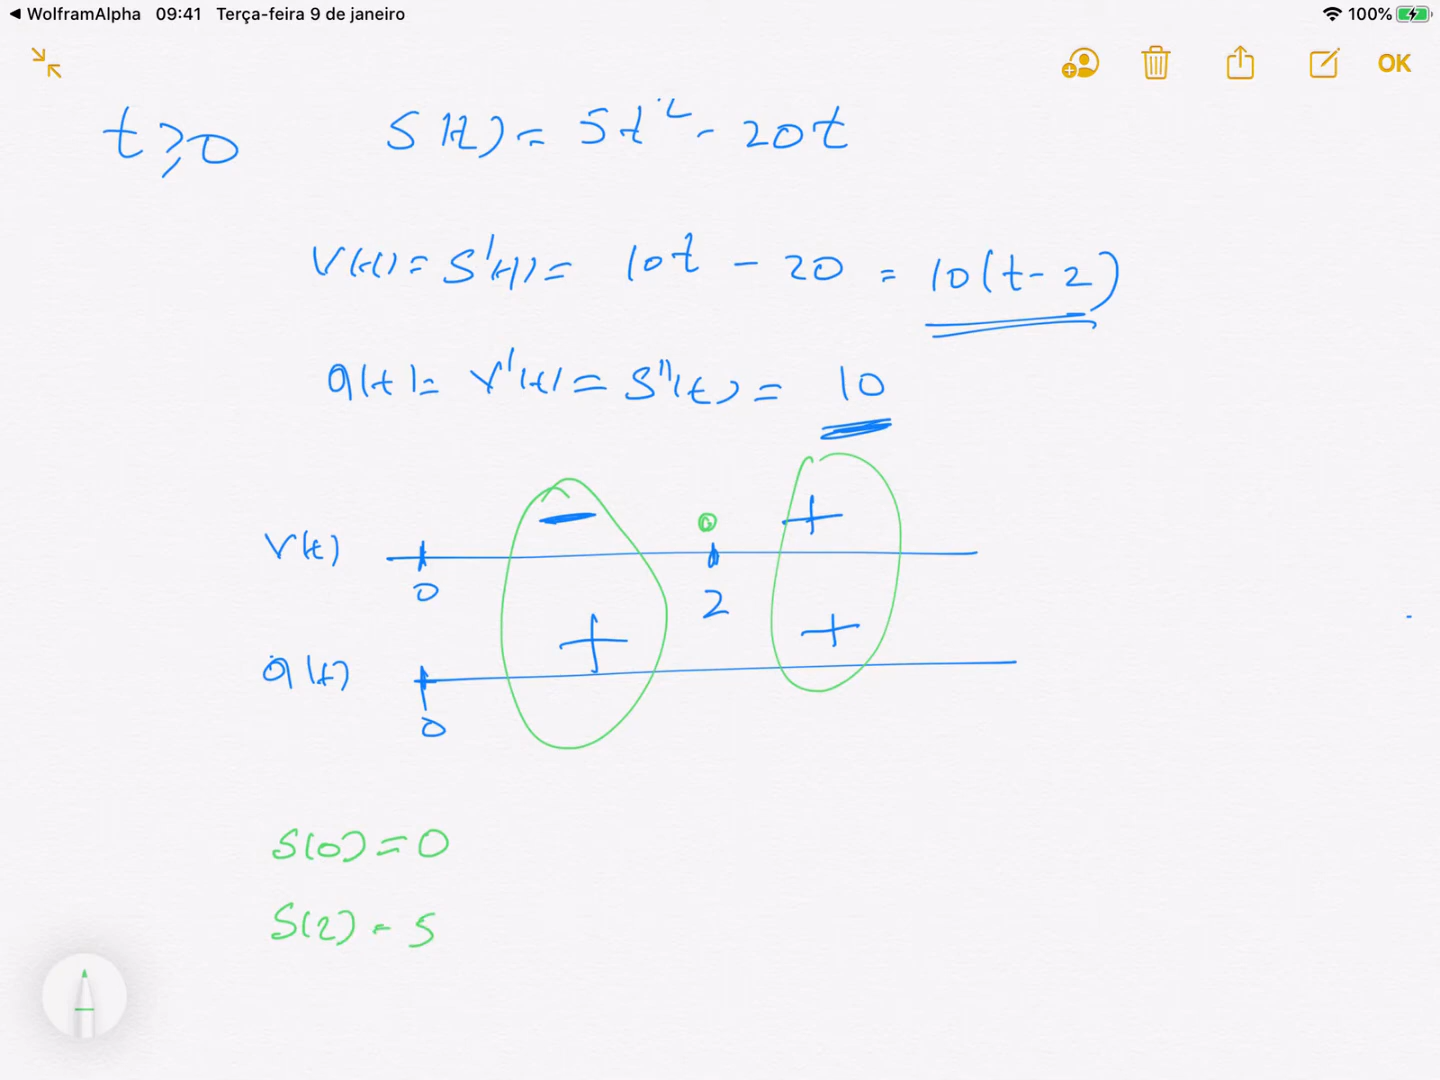 WolframAlpha 09:41 Terça-feira 9 de janeiro 100%
OK
t ≥ 0 S(t) = 5t² - 20t
V(t) = S'(t) = 10t - 20 = 10(t - 2)
a(t) = V'(t) = S''(t) = 10
- 0 +
V(t)
0 2
+ +
a(t)
0
S(0) = 0
S(2) = 5